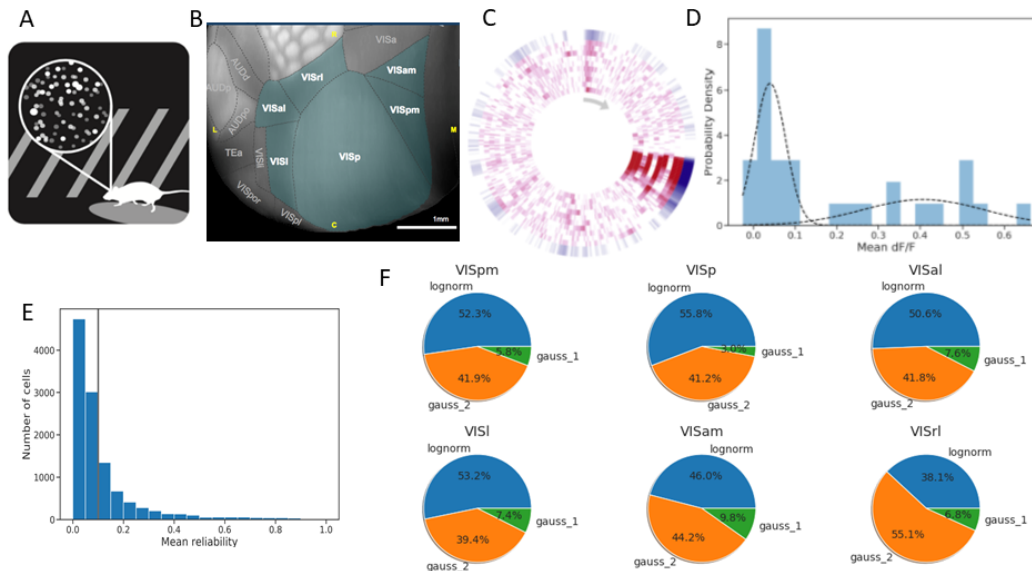 A
B
AUDd
AUDp
AUDpo
TEa
VISpor
VISli
VISpl
VISal
VISl
VISrl
VISa
VISam
VISpm
VISp
R
L
M
C
1mm
C
D
Probability Density
8
6
4
2
0
0.0 0.1 0.2 0.3 0.4 0.5 0.6
Mean dF/F
E
Number of cells
4000
3000
2000
1000
0
0.0 0.2 0.4 0.6 0.8 1.0
Mean reliability
F
VISpm
lognorm
52.3%
5.8%
gauss_1
41.9%
gauss_2
VISp
lognorm
55.8%
3.0%
gauss_1
41.2%
gauss_2
VISal
lognorm
50.6%
7.6%
gauss_1
41.8%
gauss_2
VISl
lognorm
53.2%
7.4%
gauss_1
39.4%
gauss_2
VISam
lognorm
46.0%
9.8%
gauss_1
44.2%
gauss_2
VISrl
lognorm
38.1%
6.8%
gauss_1
55.1%
gauss_2